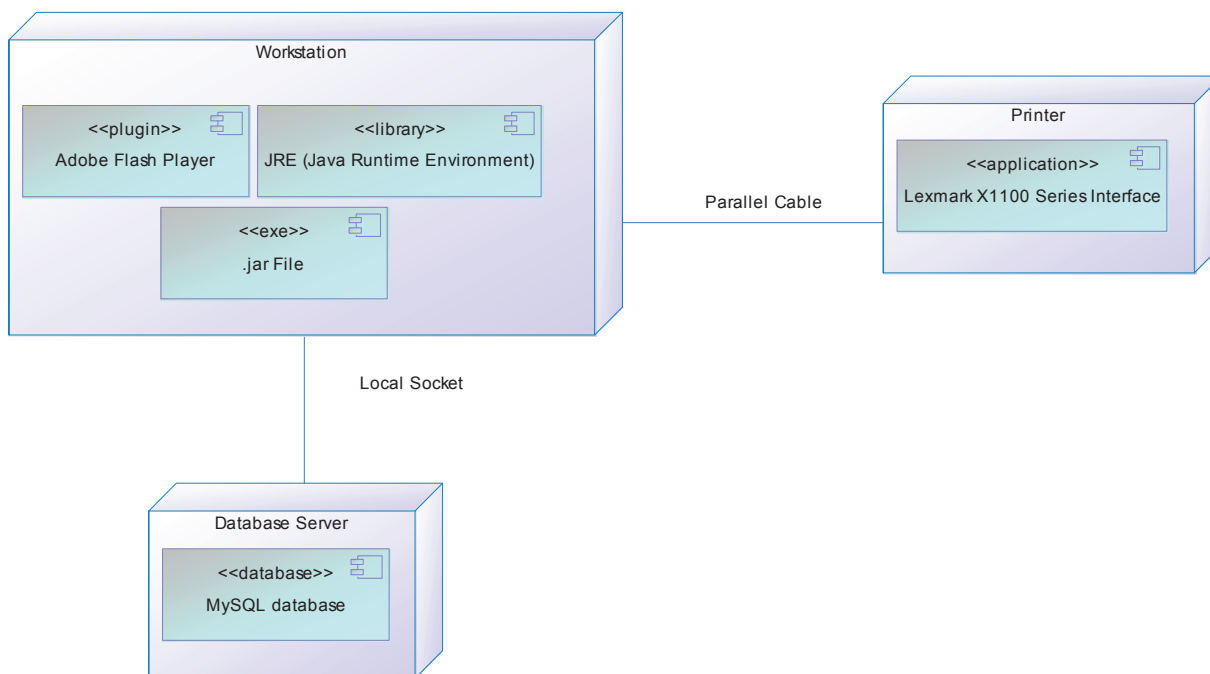 Workstation
<<plugin>>
Adobe Flash Player
<<library>>
JRE (Java Runtime Environment)
<<exe>>
.jar File
Parallel Cable
Printer
<<application>>
Lexmark X1100 Series Interface
Local Socket
Database Server
<<database>>
MySQL database